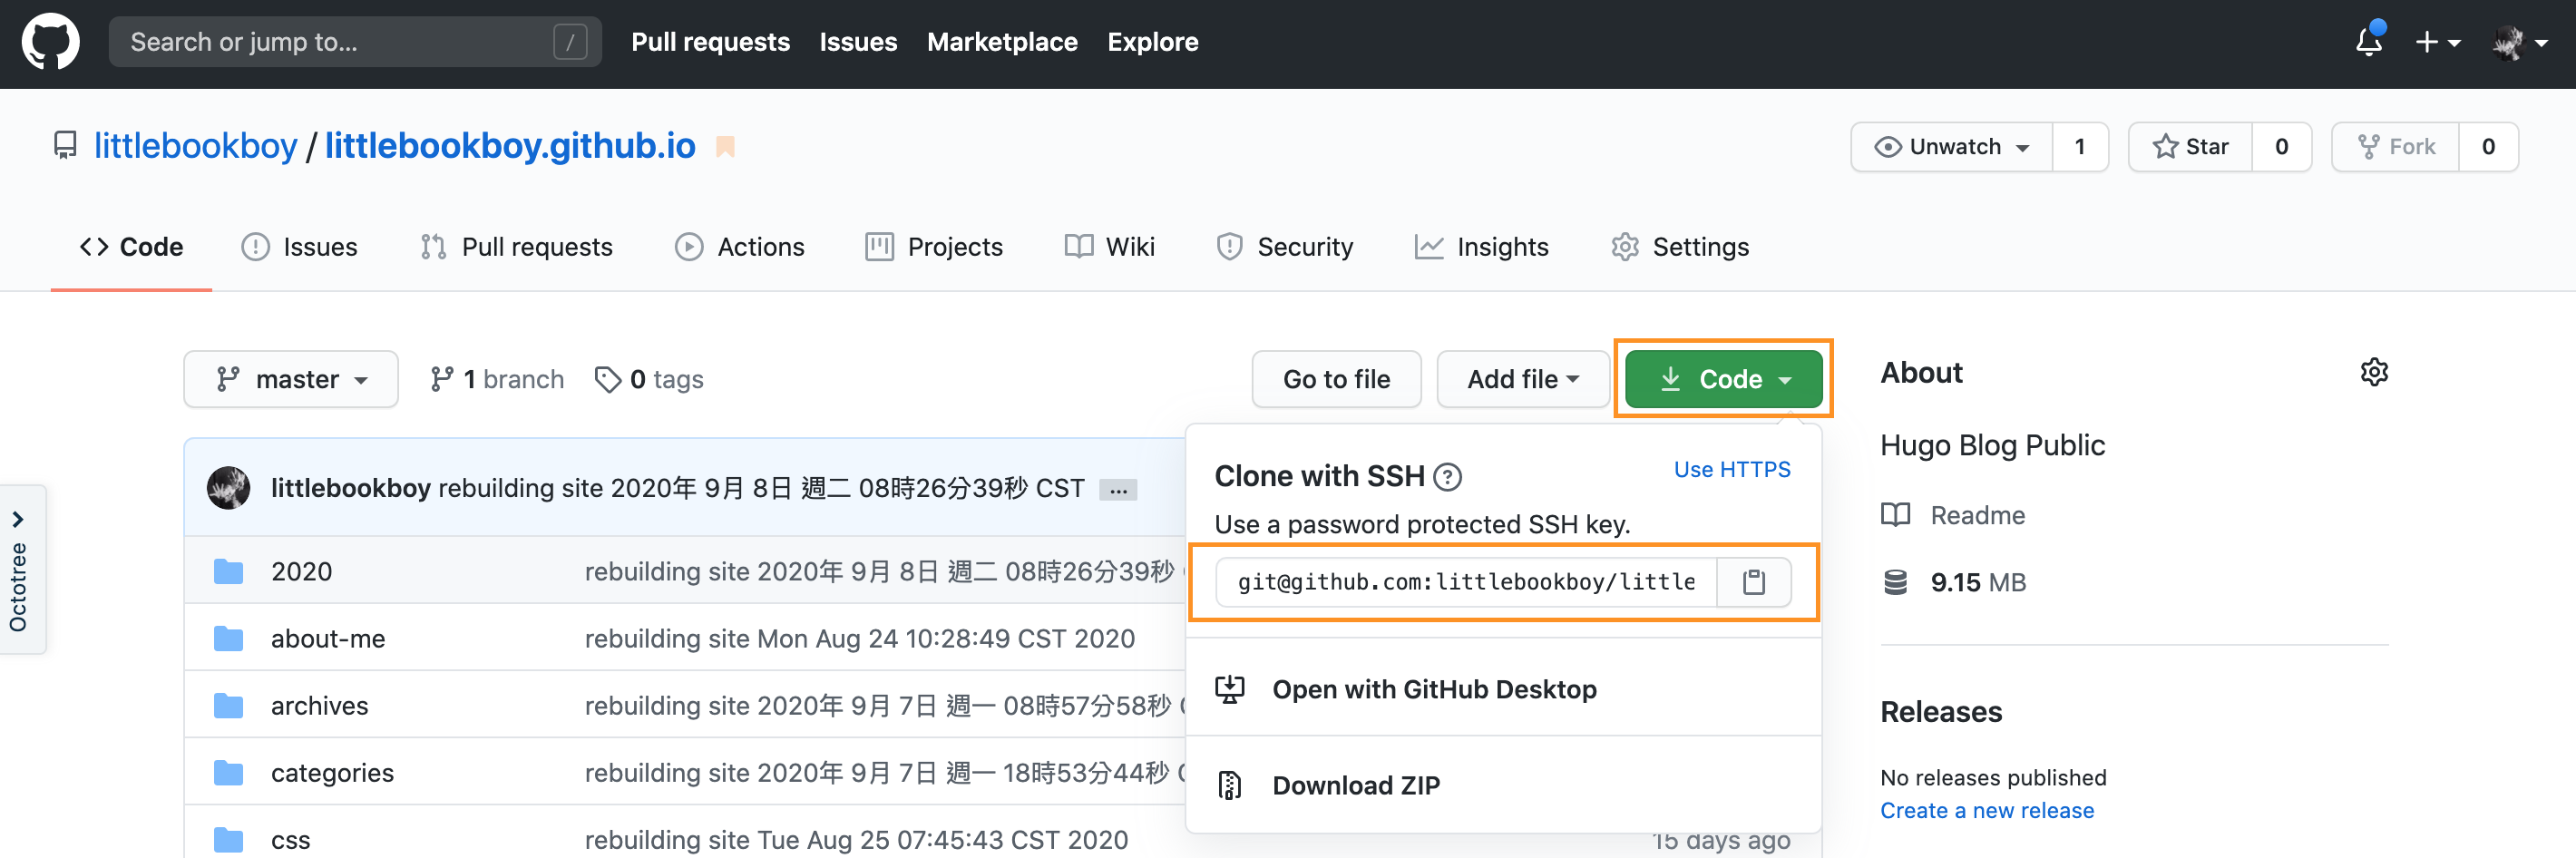 Search or jump to... /
Pull requests Issues Marketplace Explore
littlebookboy / littlebookboy.github.io
Unwatch 1 Star 0 Fork 0
Code Issues Pull requests Actions Projects Wiki Security Insights Settings
master 1 branch 0 tags
Go to file Add file Code
About
Hugo Blog Public
Readme
9.15 MB
Releases
No releases published
Create a new release
littlebookboy rebuilding site 2020年 9月 8日 週二 08時26分39秒 CST ...
2020 rebuilding site 2020年 9月 8日 週二 08時26分39秒
about-me rebuilding site Mon Aug 24 10:28:49 CST 2020
archives rebuilding site 2020年 9月 7日 週一 08時57分58秒
categories rebuilding site 2020年 9月 7日 週一 18時53分44秒
css rebuilding site Tue Aug 25 07:45:43 CST 2020 15 days ago
Clone with SSH ? Use HTTPS
Use a password protected SSH key.
git@github.com:littlebookboy/little
Open with GitHub Desktop
Download ZIP
Octotree